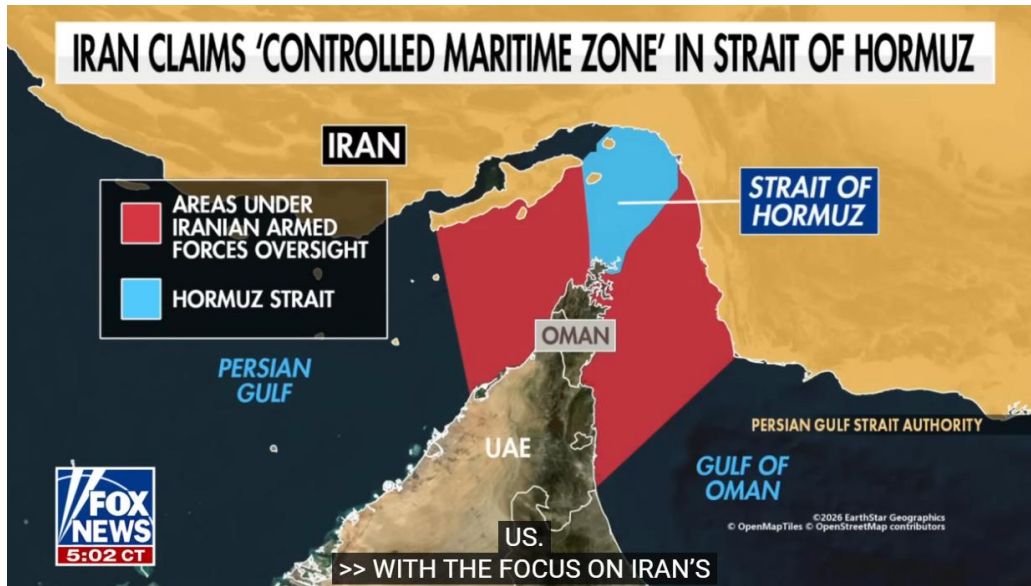 IRAN CLAIMS ‘CONTROLLED MARITIME ZONE’ IN STRAIT OF HORMUZ
IRAN
AREAS UNDER
IRANIAN ARMED
FORCES OVERSIGHT
HORMUZ STRAIT
STRAIT OF
HORMUZ
OMAN
PERSIAN
GULF
UAE
PERSIAN GULF STRAIT AUTHORITY
GULF OF
OMAN
©2026 EarthStar Geographics
© OpenMapTiles © OpenStreetMap contributors
FOX
NEWS
5:02 CT
US.
>> WITH THE FOCUS ON IRAN’S